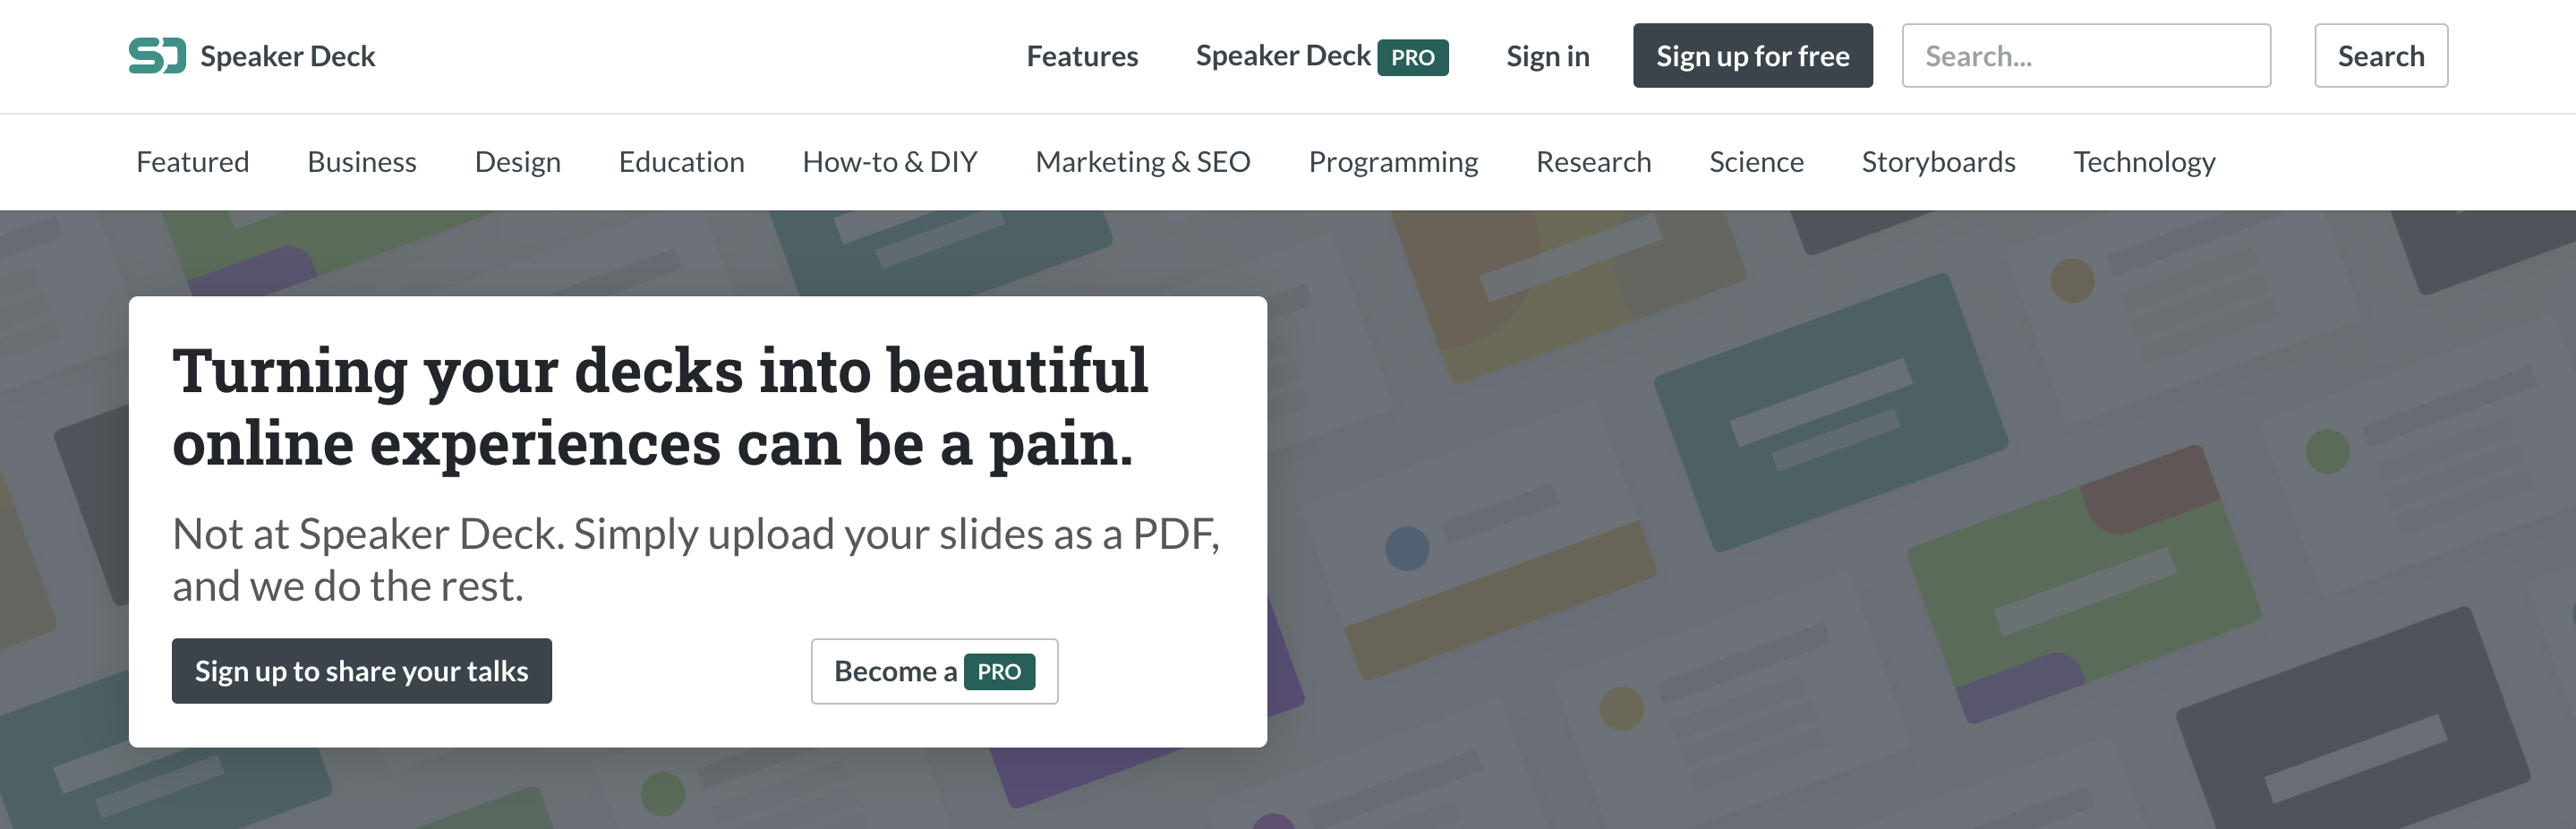 Speaker Deck
Features
Speaker Deck PRO
Sign in
Sign up for free
Search...
Search
Featured
Business
Design
Education
How-to & DIY
Marketing & SEO
Programming
Research
Science
Storyboards
Technology
Turning your decks into beautiful
online experiences can be a pain.
Not at Speaker Deck. Simply upload your slides as a PDF,
and we do the rest.
Sign up to share your talks
Become a PRO